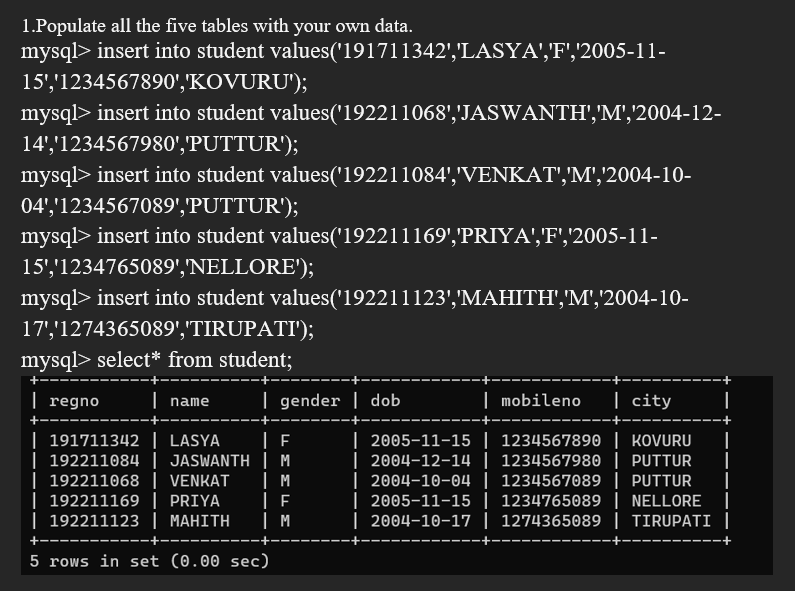 1.Populate all the five tables with your own data.
mysql> insert into student values('191711342','LASYA','F','2005-11-
15','1234567890','KOVURU');
mysql> insert into student values('192211068','JASWANTH','M','2004-12-
14','1234567980','PUTTUR');
mysql> insert into student values('192211084','VENKAT','M','2004-10-
04','1234567089','PUTTUR');
mysql> insert into student values('192211169','PRIYA','F','2005-11-
15','1234765089','NELLORE');
mysql> insert into student values('192211123','MAHITH','M','2004-10-
17','1274365089','TIRUPATI');
mysql> select* from student;
+-----------+----------+--------+------------+------------+----------+
| regno | name | gender | dob | mobileno | city |
+-----------+----------+--------+------------+------------+----------+
| 191711342 | LASYA | F | 2005-11-15 | 1234567890 | KOVURU |
| 192211084 | JASWANTH | M | 2004-12-14 | 1234567980 | PUTTUR |
| 192211068 | VENKAT | M | 2004-10-04 | 1234567089 | PUTTUR |
| 192211169 | PRIYA | F | 2005-11-15 | 1234765089 | NELLORE |
| 192211123 | MAHITH | M | 2004-10-17 | 1274365089 | TIRUPATI |
+-----------+----------+--------+------------+------------+----------+
5 rows in set (0.00 sec)